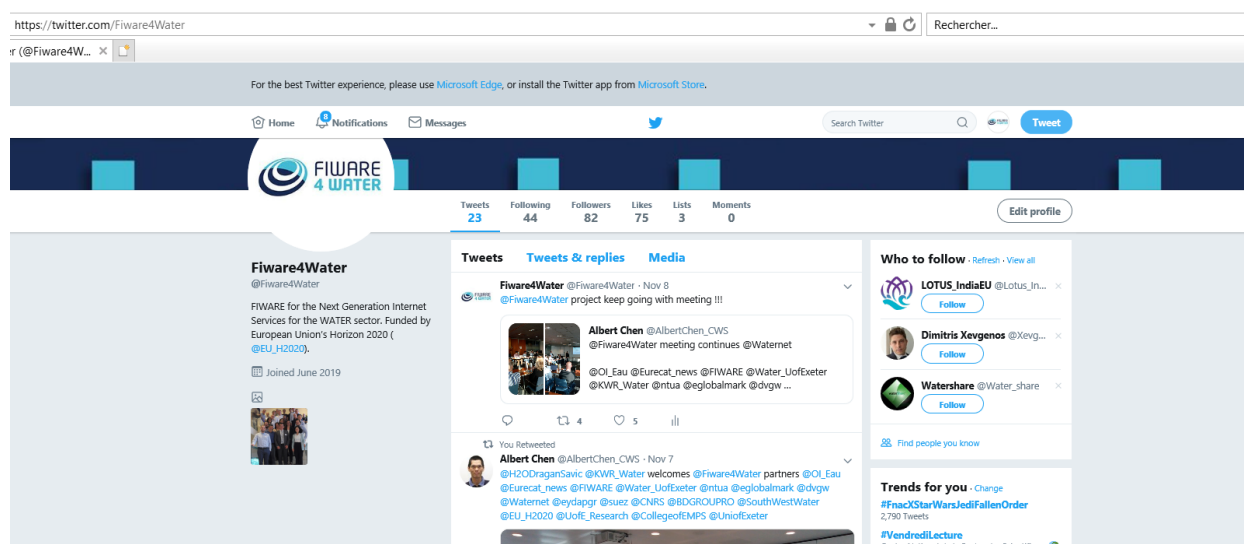 https://twitter.com/Fiware4Water
Rechercher...
er (@Fiware4W...
For the best Twitter experience, please use Microsoft Edge, or install the Twitter app from Microsoft Store.
Home
8
Notifications
Messages
Search Twitter
Tweet
FIWARE
4 WATER
Tweets Following Followers Likes Lists Moments
23 44 82 75 3 0
Edit profile
Fiware4Water
@Fiware4Water
FIWARE for the Next Generation Internet
Services for the WATER sector. Funded by
European Union's Horizon 2020 (
@EU_H2020).
Joined June 2019
Tweets Tweets & replies Media
Fiware4Water @Fiware4Water · Nov 8
@Fiware4Water project keep going with meeting !!!
Albert Chen @AlbertChen_CWS
@Fiware4Water meeting continues @Waternet
@OI_Eau @Eurecat_news @FIWARE @Water_UofExeter
@KWR_Water @ntua @eglobalmark @dvgw ...
4 5
You Retweeted
Albert Chen @AlbertChen_CWS · Nov 7
@H2ODraganSavic @KWR_Water welcomes @Fiware4Water partners @OI_Eau
@Eurecat_news @FIWARE @Water_UofExeter @ntua @eglobalmark @dvgw
@Waternet @eydapgr @suez @CNRS @BDGROUPRO @SouthWestWater
@EU_H2020 @UofE_Research @CollegeofEMPS @UniofExeter
Who to follow · Refresh · View all
LOTUS_IndiaEU @Lotus_In...
Follow
Dimitris Xevgenos @Xevg...
Follow
Watershare @Water_share
Follow
Find people you know
Trends for you · Change
#FnacXStarWarsJediFallenOrder
2,790 Tweets
#VendrediLecture